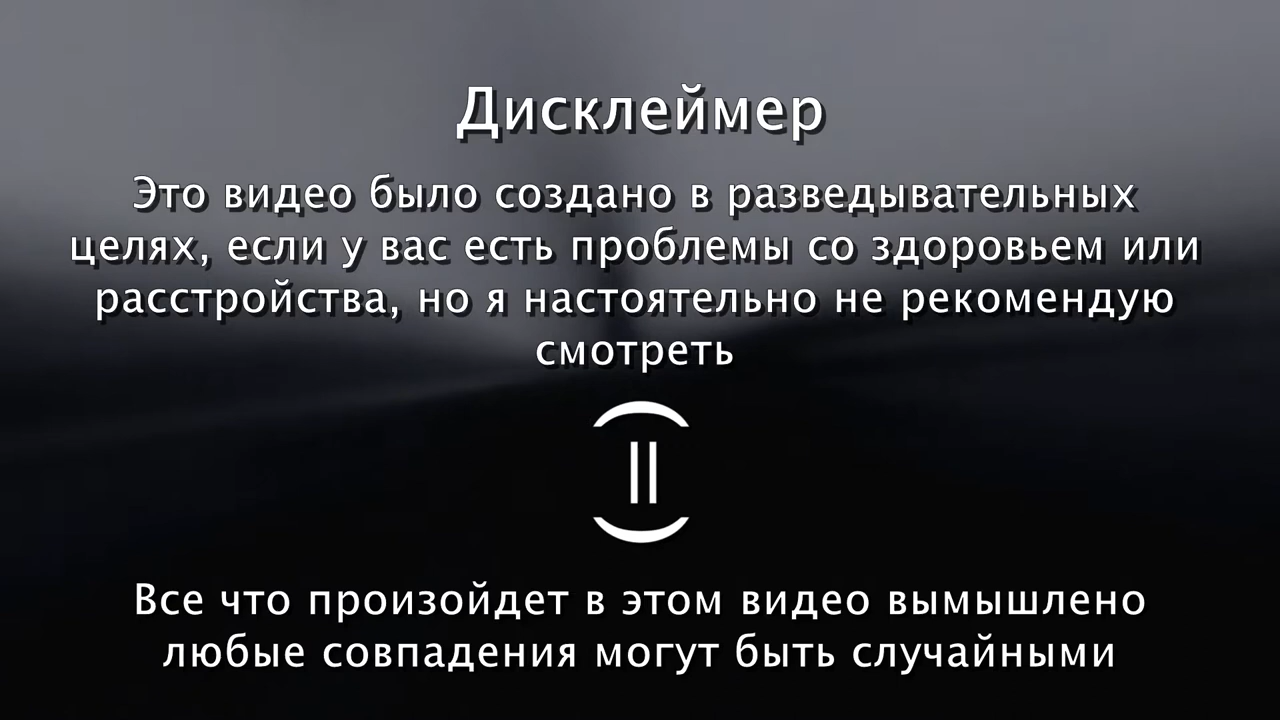 Дисклеймер
Это видео было создано в разведывательных
целях, если у вас есть проблемы со здоровьем или
расстройства, но я настоятельно не рекомендую
смотреть
Все что произойдет в этом видео вымышлено
любые совпадения могут быть случайными